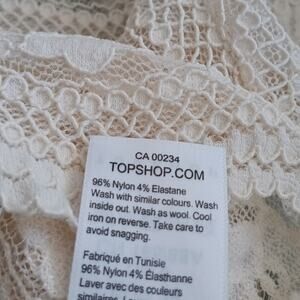 CA 00234
TOPSHOP.COM
96% Nylon 4% Elastane
Wash with similar colours. Wash
inside out. Wash as wool. Cool
iron on reverse. Take care to
avoid snagging.
Fabriqué en Tunisie
96% Nylon 4% Élasthanne
Laver avec des couleurs
similaires.